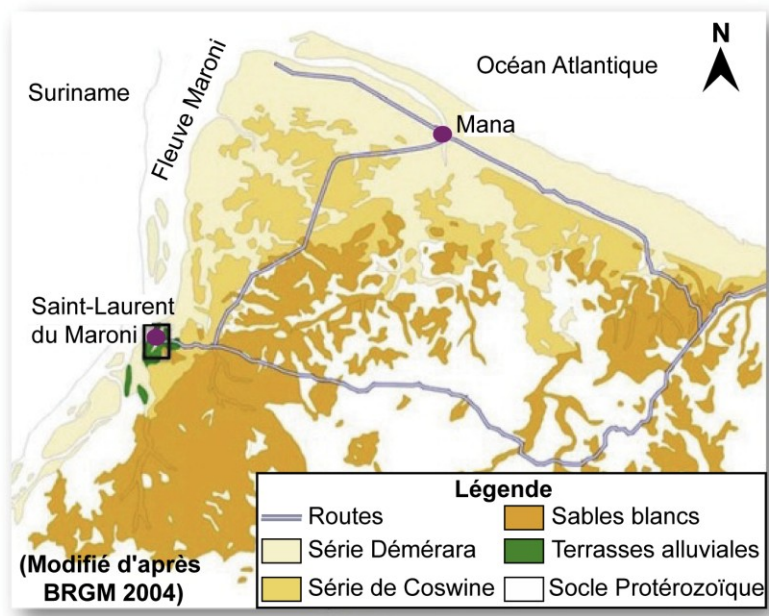 N
Océan Atlantique
Suriname
Fleuve Maroni
Mana
Saint-Laurent
du Maroni
(Modifié d'après
BRGM 2004)
Légende
Routes
Sables blancs
Série Démérara
Terrasses alluviales
Série de Coswine
Socle Protérozoïque